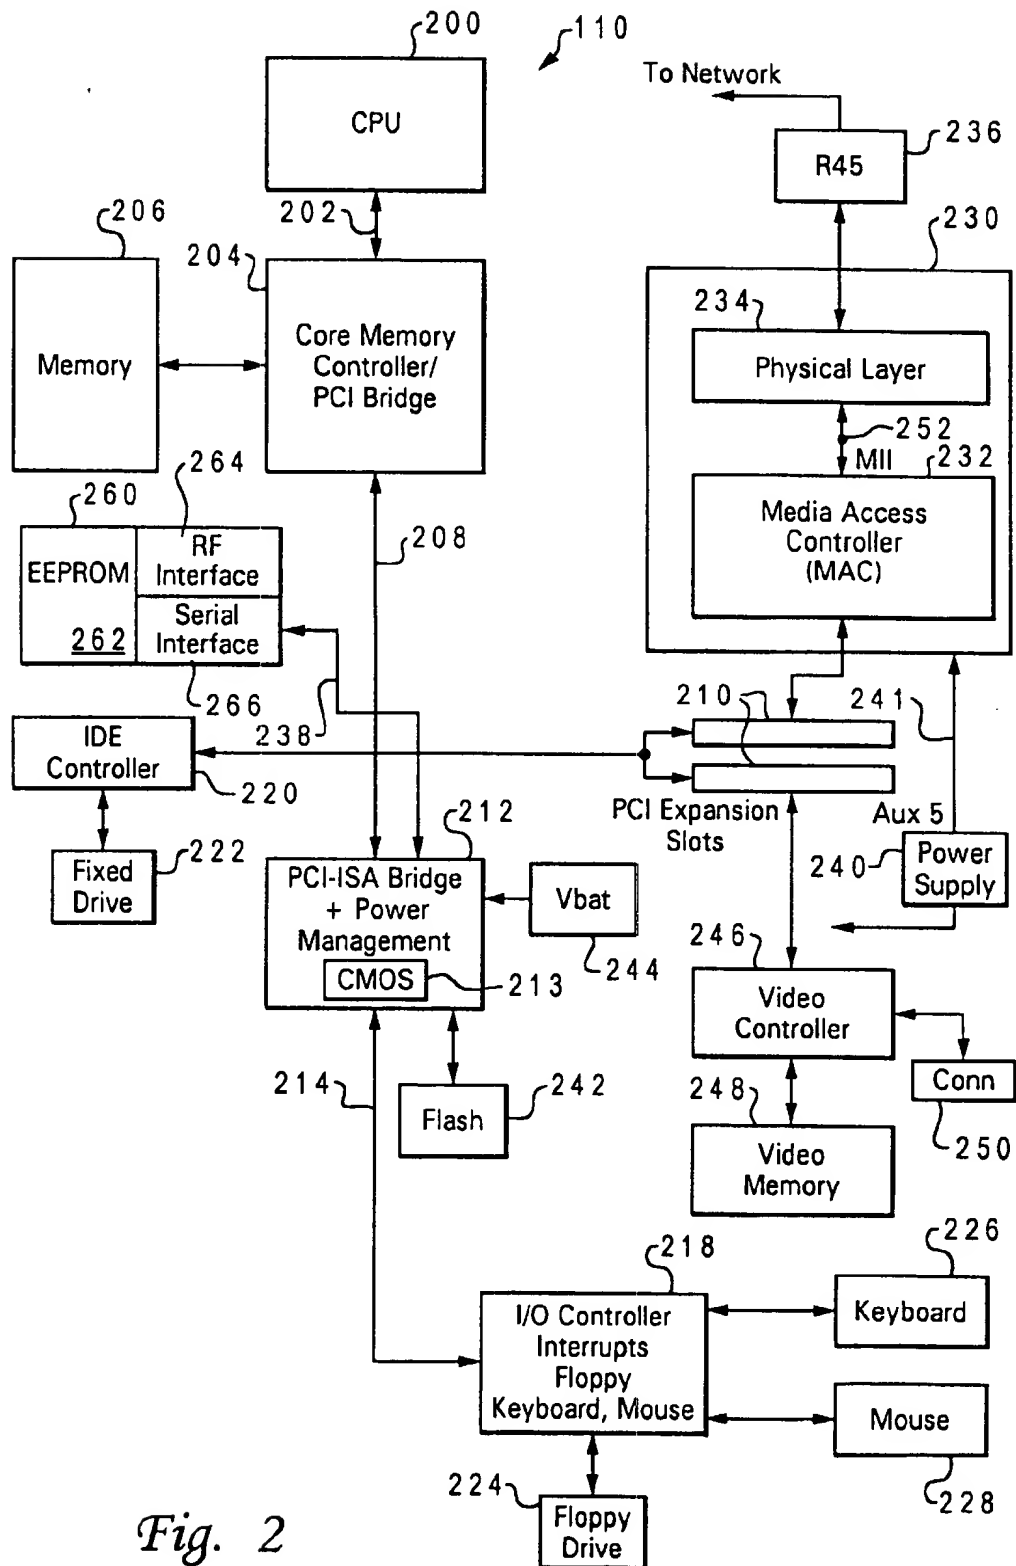 200
110
CPU
To Network
R45
236
202
206
204
230
Memory
Core Memory
Controller/
PCI Bridge
234
Physical Layer
252
MII
232
Media Access
Controller
(MAC)
264
260
208
EEPROM
RF
Interface
262
Serial
Interface
266
238
210
241
IDE
Controller
220
PCI Expansion
Slots
Aux 5
222
Fixed
Drive
212
PCI-ISA Bridge
+ Power
Management
CMOS
213
Vbat
244
240
Power
Supply
246
Video
Controller
214
242
Flash
248
Conn
250
Video
Memory
218
226
I/O Controller
Interrupts
Floppy
Keyboard, Mouse
Keyboard
Mouse
228
224
Floppy
Drive
Fig. 2